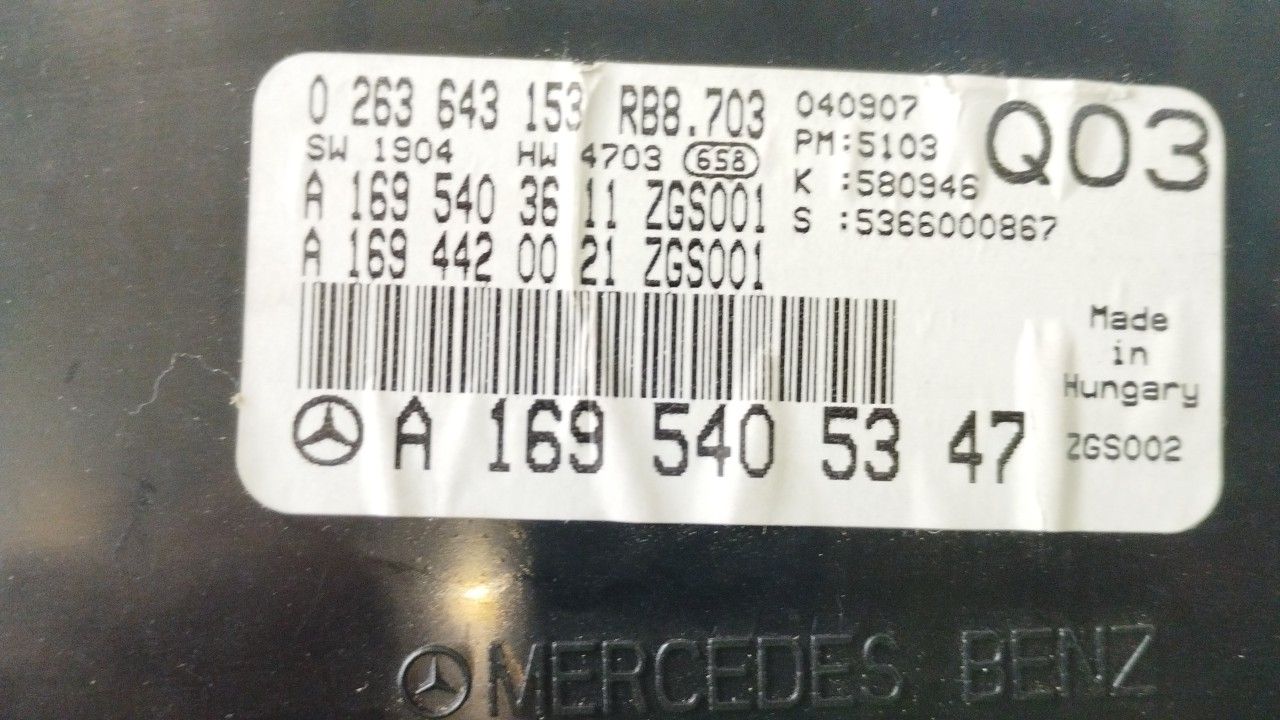 0 263 643 153 RB8.703
SW 1904 HW 4703 658
A 169 540 36 11 ZGS001
A 169 442 00 21 ZGS001
040907
PM:5103
K :580946
S :5366000867
Q03
Made
in
Hungary
A 169 540 53 47
ZGS002
MERCEDES BENZ